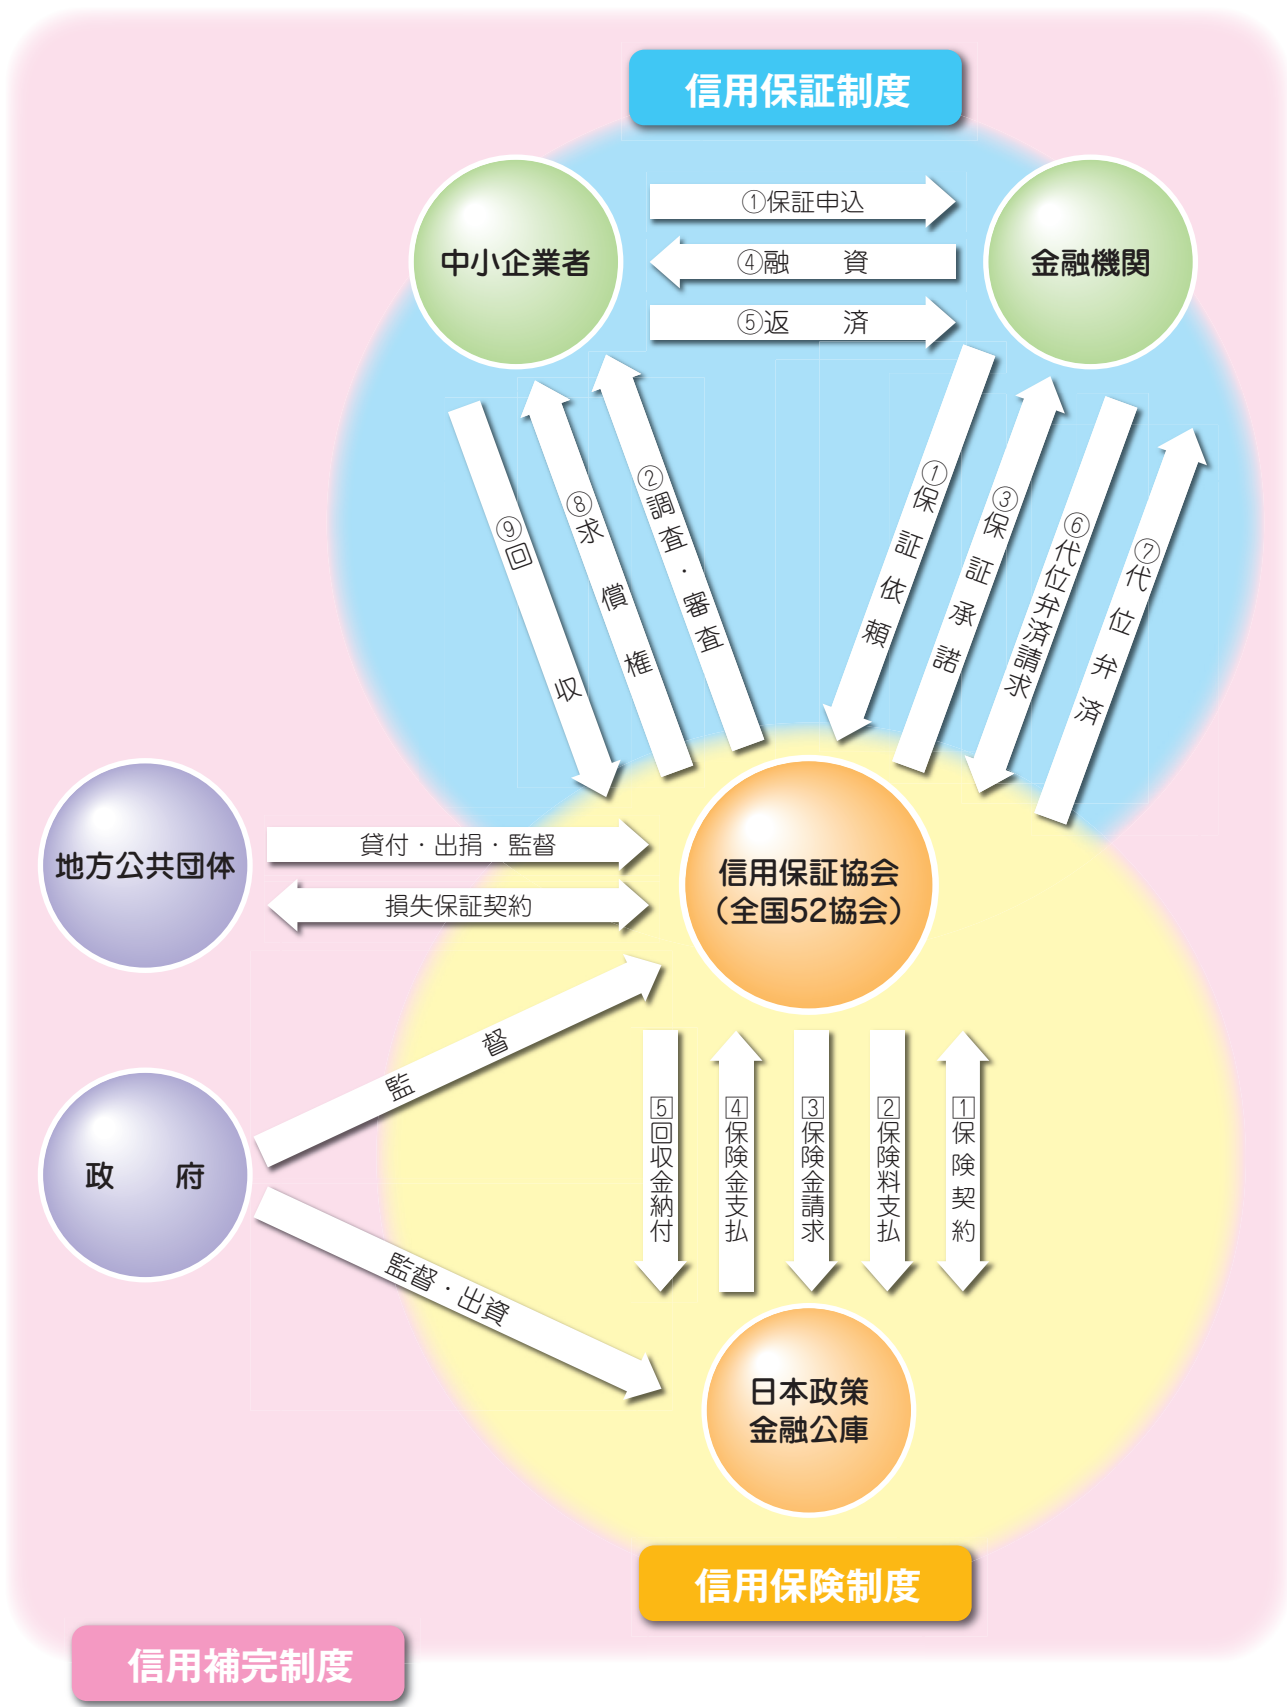 信用保証制度
中小企業者
①保証申込
④融　資
⑤返　済
金融機関
⑨回収
⑧求償権
②調査・審査
①保証依頼
③保証承諾
⑥代位弁済請求
⑦代位弁済
地方公共団体
貸付・出捐・監督
損失保証契約
信用保証協会
（全国52協会）
監　督
政　府
監督・出資
5回収金納付
4保険金支払
3保険金請求
2保険料支払
1保険契約
日本政策
金融公庫
信用保険制度
信用補完制度